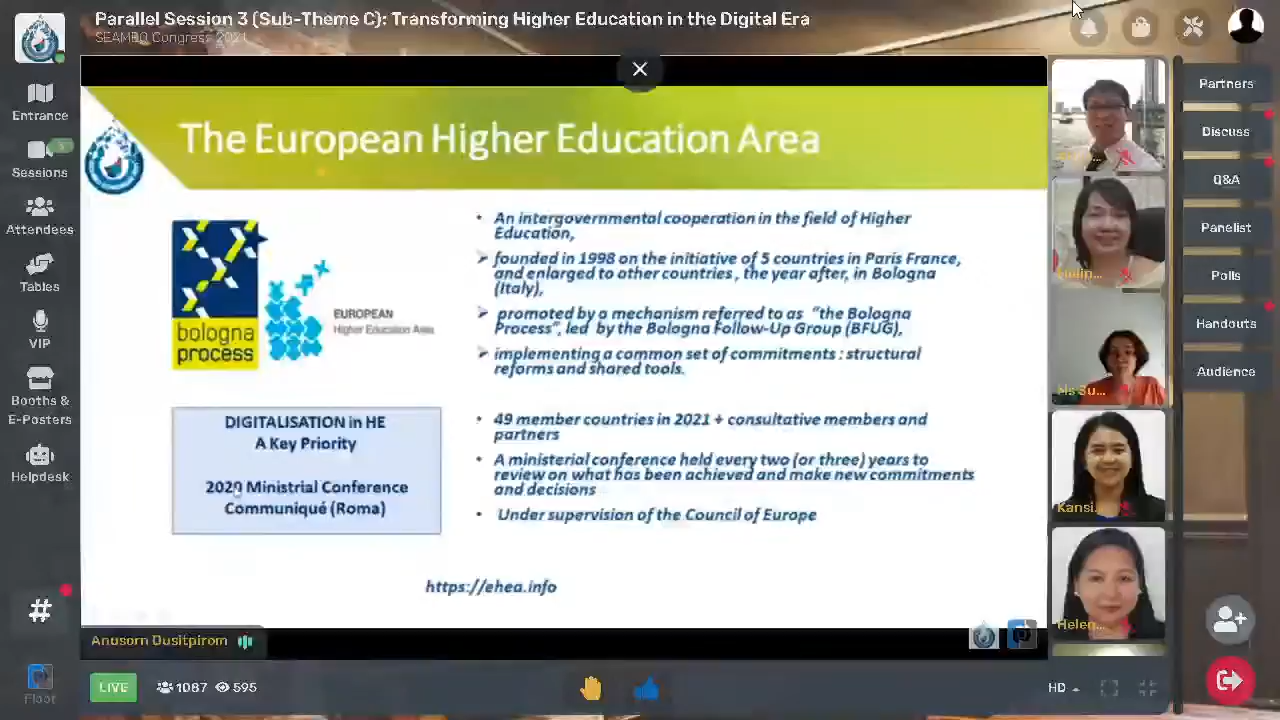 Parallel Session 3 (Sub-Theme C): Transforming Higher Education in the Digital Era
SEAMEO Congress 2021
Entrance
5
Sessions
Attendees
Tables
VIP
Booths &
E-Posters
Helpdesk
#
Floor
The European Higher Education Area
bologna
process
EUROPEAN
Higher Education Area
• An intergovernmental cooperation in the field of Higher
Education,
➢ founded in 1998 on the initiative of 5 countries in Paris France,
and enlarged to other countries , the year after, in Bologna
(Italy),
➢ promoted by a mechanism referred to as "the Bologna
Process", led by the Bologna Follow-Up Group (BFUG),
➢ implementing a common set of commitments : structural
reforms and shared tools.
DIGITALISATION in HE
A Key Priority
2020 Ministrial Conference
Communiqué (Roma)
• 49 member countries in 2021 + consultative members and
partners
• A ministerial conference held every two (or three) years to
review on what has been achieved and make new commitments
and decisions
• Under supervision of the Council of Europe
https://ehea.info
Anusorn Dusitpirom
LIVE
1087
595
HD
Philip...
Ms Su...
Kansi...
Helen...
Partners
Discuss
Q&A
Panelist
Polls
Handouts
Audience